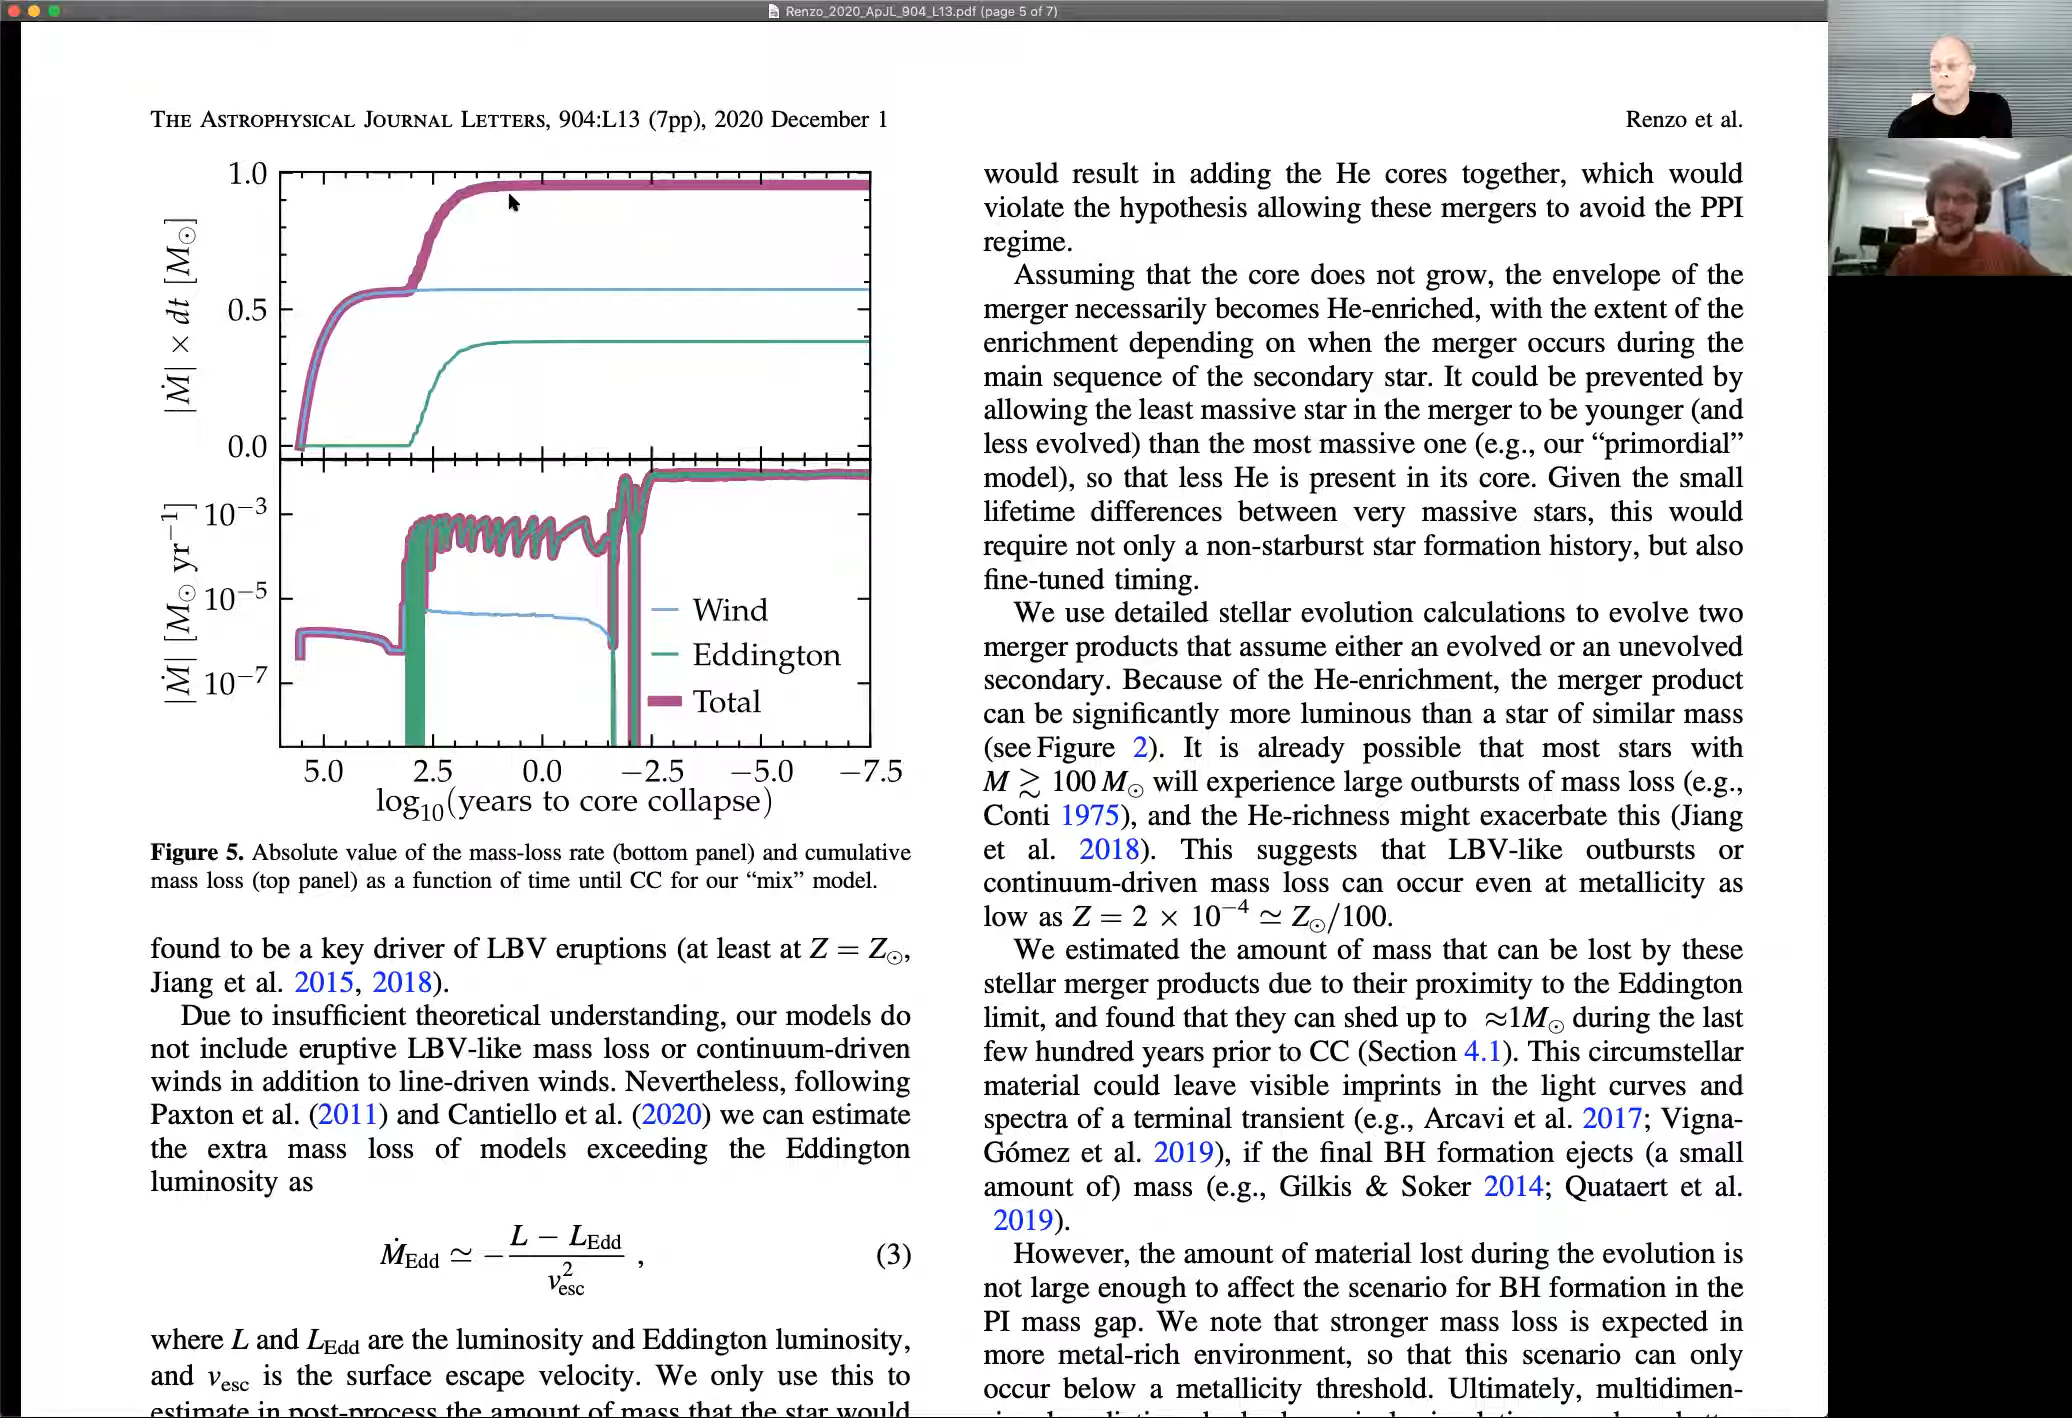 Renzo_2020_ApJL_904_L13.pdf (page 5 of 7)
THE ASTROPHYSICAL JOURNAL LETTERS, 904:L13 (7pp), 2020 December 1
Renzo et al.
1.0
0.5
0.0
|Ṁ| × dt [M☉]
10⁻³
10⁻⁵
10⁻⁷
|Ṁ| [M☉ yr⁻¹]
Wind
Eddington
Total
5.0 2.5 0.0 −2.5 −5.0 −7.5
log₁₀(years to core collapse)
Figure 5. Absolute value of the mass-loss rate (bottom panel) and cumulative
mass loss (top panel) as a function of time until CC for our “mix” model.
found to be a key driver of LBV eruptions (at least at Z = Z☉,
Jiang et al. 2015, 2018).
Due to insufficient theoretical understanding, our models do
not include eruptive LBV-like mass loss or continuum-driven
winds in addition to line-driven winds. Nevertheless, following
Paxton et al. (2011) and Cantiello et al. (2020) we can estimate
the extra mass loss of models exceeding the Eddington
luminosity as
Ṁ_Edd ≃ − (L − L_Edd) / v²_esc , (3)
where L and L_Edd are the luminosity and Eddington luminosity,
and v_esc is the surface escape velocity. We only use this to
estimate in post-process the amount of mass that the star would
would result in adding the He cores together, which would
violate the hypothesis allowing these mergers to avoid the PPI
regime.
Assuming that the core does not grow, the envelope of the
merger necessarily becomes He-enriched, with the extent of the
enrichment depending on when the merger occurs during the
main sequence of the secondary star. It could be prevented by
allowing the least massive star in the merger to be younger (and
less evolved) than the most massive one (e.g., our “primordial”
model), so that less He is present in its core. Given the small
lifetime differences between very massive stars, this would
require not only a non-starburst star formation history, but also
fine-tuned timing.
We use detailed stellar evolution calculations to evolve two
merger products that assume either an evolved or an unevolved
secondary. Because of the He-enrichment, the merger product
can be significantly more luminous than a star of similar mass
(see Figure 2). It is already possible that most stars with
M ≳ 100 M☉ will experience large outbursts of mass loss (e.g.,
Conti 1975), and the He-richness might exacerbate this (Jiang
et al. 2018). This suggests that LBV-like outbursts or
continuum-driven mass loss can occur even at metallicity as
low as Z = 2 × 10⁻⁴ ≃ Z☉/100.
We estimated the amount of mass that can be lost by these
stellar merger products due to their proximity to the Eddington
limit, and found that they can shed up to ≈1M☉ during the last
few hundred years prior to CC (Section 4.1). This circumstellar
material could leave visible imprints in the light curves and
spectra of a terminal transient (e.g., Arcavi et al. 2017; Vigna-
Gómez et al. 2019), if the final BH formation ejects (a small
amount of) mass (e.g., Gilkis & Soker 2014; Quataert et al.
2019).
However, the amount of material lost during the evolution is
not large enough to affect the scenario for BH formation in the
PI mass gap. We note that stronger mass loss is expected in
more metal-rich environment, so that this scenario can only
occur below a metallicity threshold. Ultimately, multidimen-